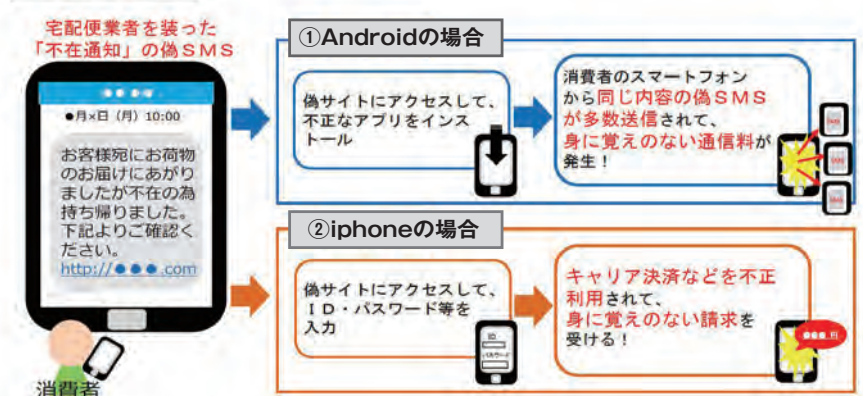 宅配便業者を装った
「不在通知」の偽ＳＭＳ
●月×日（月）10:00
お客様宛にお荷物
のお届けにあがり
ましたが不在の為
持ち帰りました。
下記よりご確認く
ださい。
http://●●●.com
消費者
①Androidの場合
偽サイトにアクセスして、
不正なアプリをインス
トール
消費者のスマートフォン
から同じ内容の偽ＳＭＳ
が多数送信されて、
身に覚えのない通信料が
発生！
SMS
SMS
SMS
②iphoneの場合
偽サイトにアクセスして、
ＩＤ・パスワード等を
入力
ID
パスワード
キャリア決済などを不正
利用されて、
身に覚えのない請求を
受ける！
●●●円